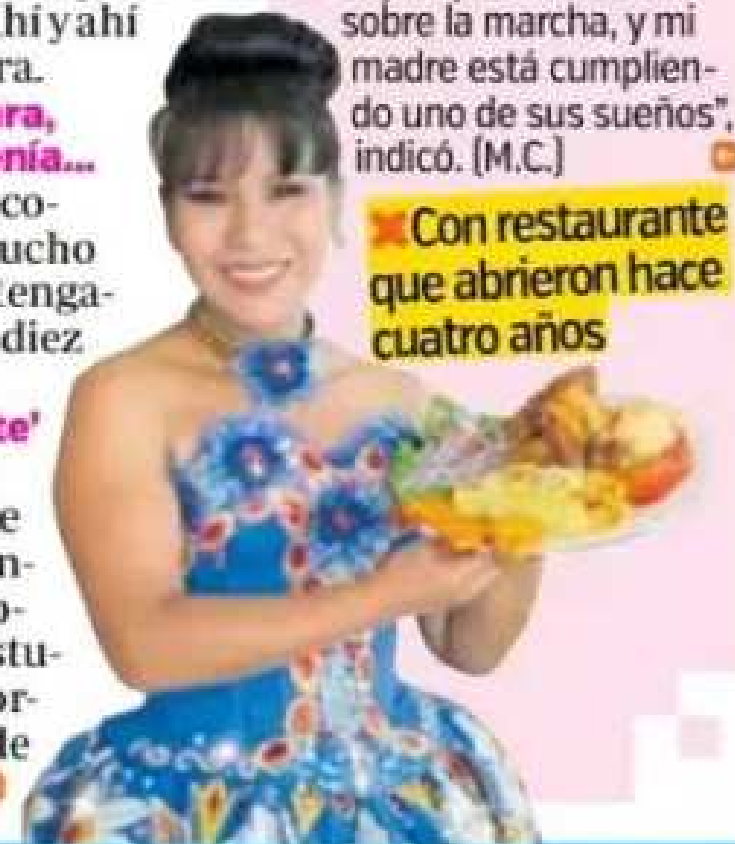 hí y ahí
ra.
ra,
nía...
co-
ucho
tenga-
diez
te'
e
n-
o-
stu-
or-
de
sobre la marcha, y mi
madre está cumplien-
do uno de sus sueños",
indicó. (M.C.)
Con restaurante
que abrieron hace
cuatro años